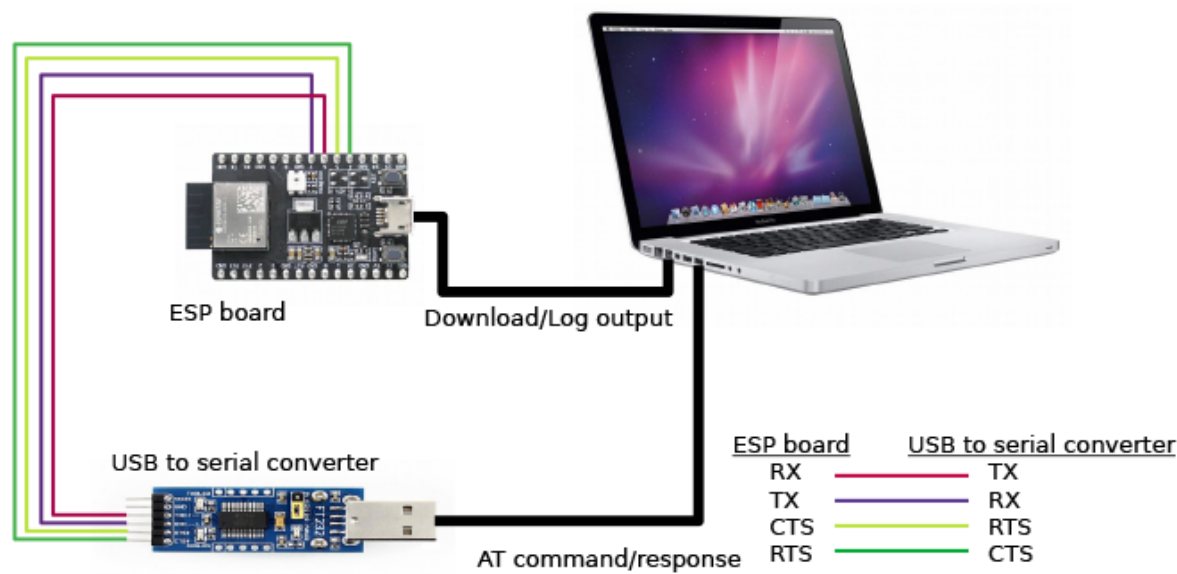 ESP board
Download/Log output
USB to serial converter
FT232
AT command/response
ESP board USB to serial converter
RX TX
TX RX
CTS RTS
RTS CTS